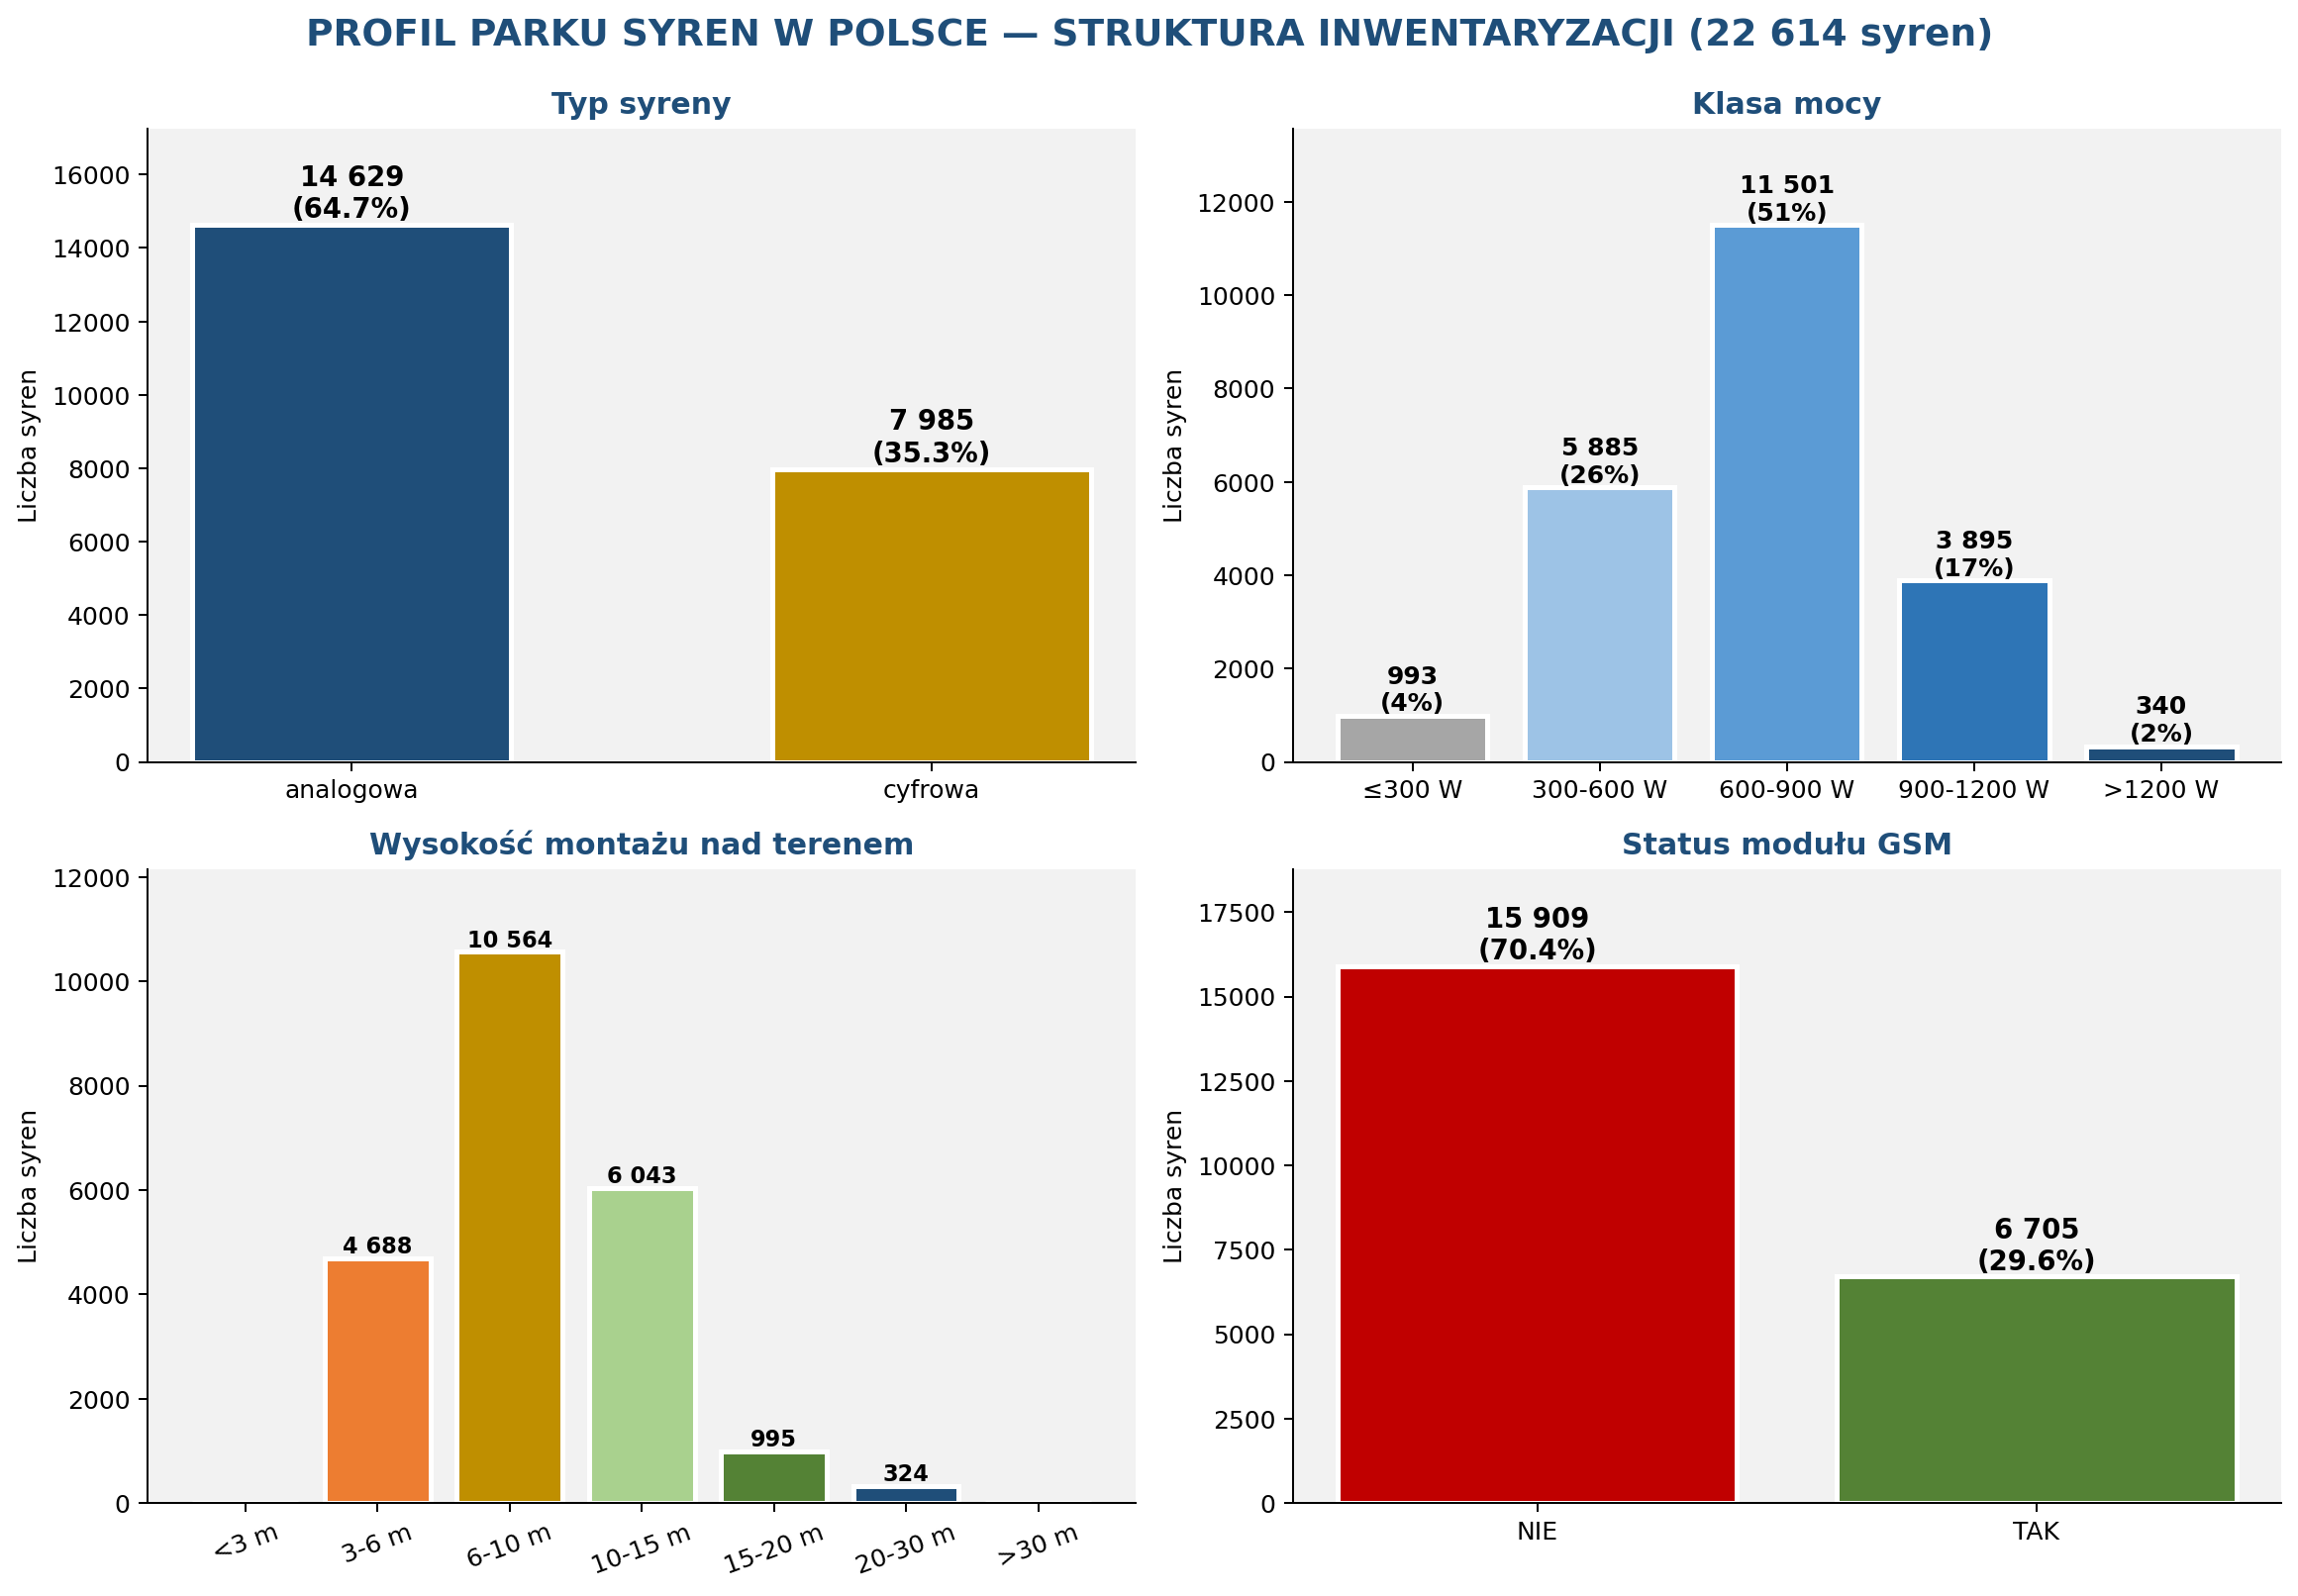 PROFIL PARKU SYREN W POLSCE — STRUKTURA INWENTARYZACJI (22 614 syren)
Typ syreny
Liczba syren
16000
14000
12000
10000
8000
6000
4000
2000
0
14 629
(64.7%)
7 985
(35.3%)
analogowa
cyfrowa
Klasa mocy
Liczba syren
12000
10000
8000
6000
4000
2000
0
993
(4%)
5 885
(26%)
11 501
(51%)
3 895
(17%)
340
(2%)
≤300 W
300-600 W
600-900 W
900-1200 W
>1200 W
Wysokość montażu nad terenem
Liczba syren
12000
10000
8000
6000
4000
2000
0
4 688
10 564
6 043
995
324
<3 m
3-6 m
6-10 m
10-15 m
15-20 m
20-30 m
>30 m
Status modułu GSM
Liczba syren
17500
15000
12500
10000
7500
5000
2500
0
15 909
(70.4%)
6 705
(29.6%)
NIE
TAK